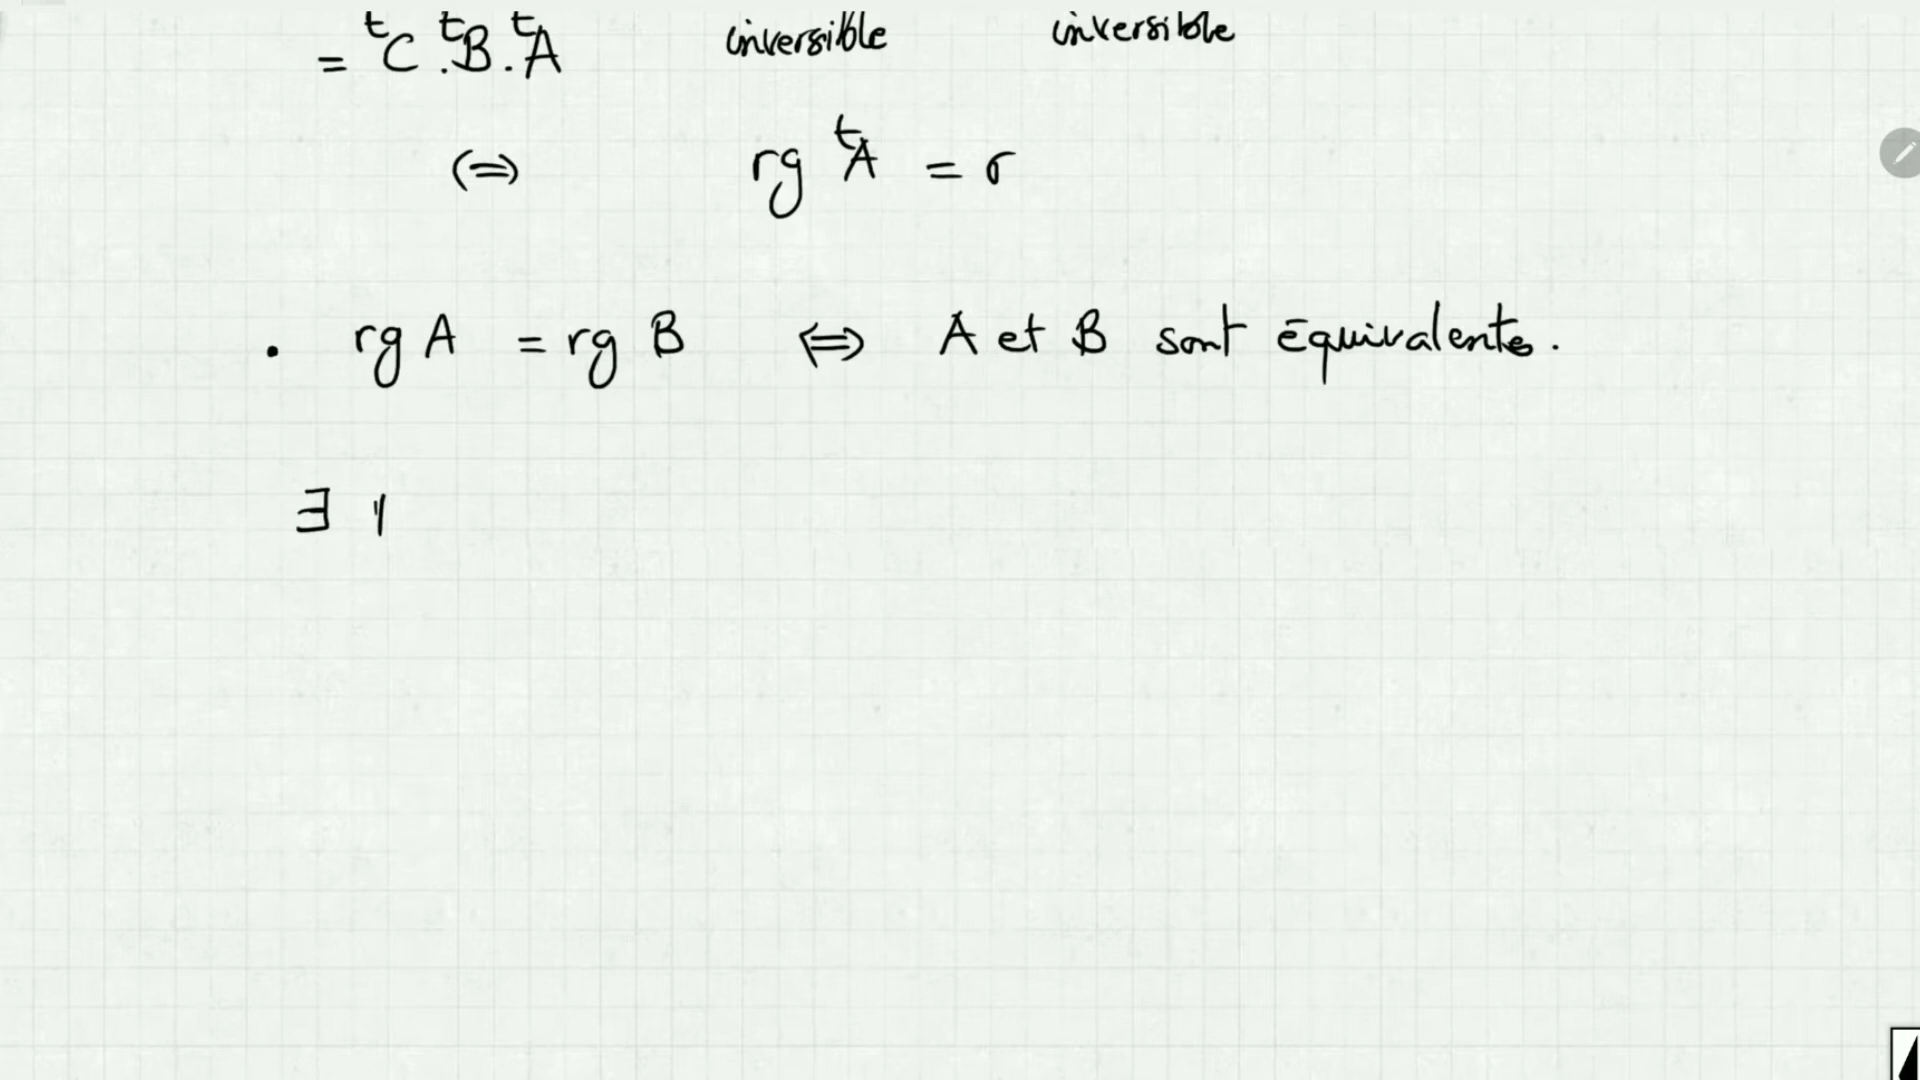 = ᵗC .ᵗB .ᵗA inversible inversible
(=) rg ᵗA = r
. rg A = rg B <=> A et B sont équivalentes.
∃